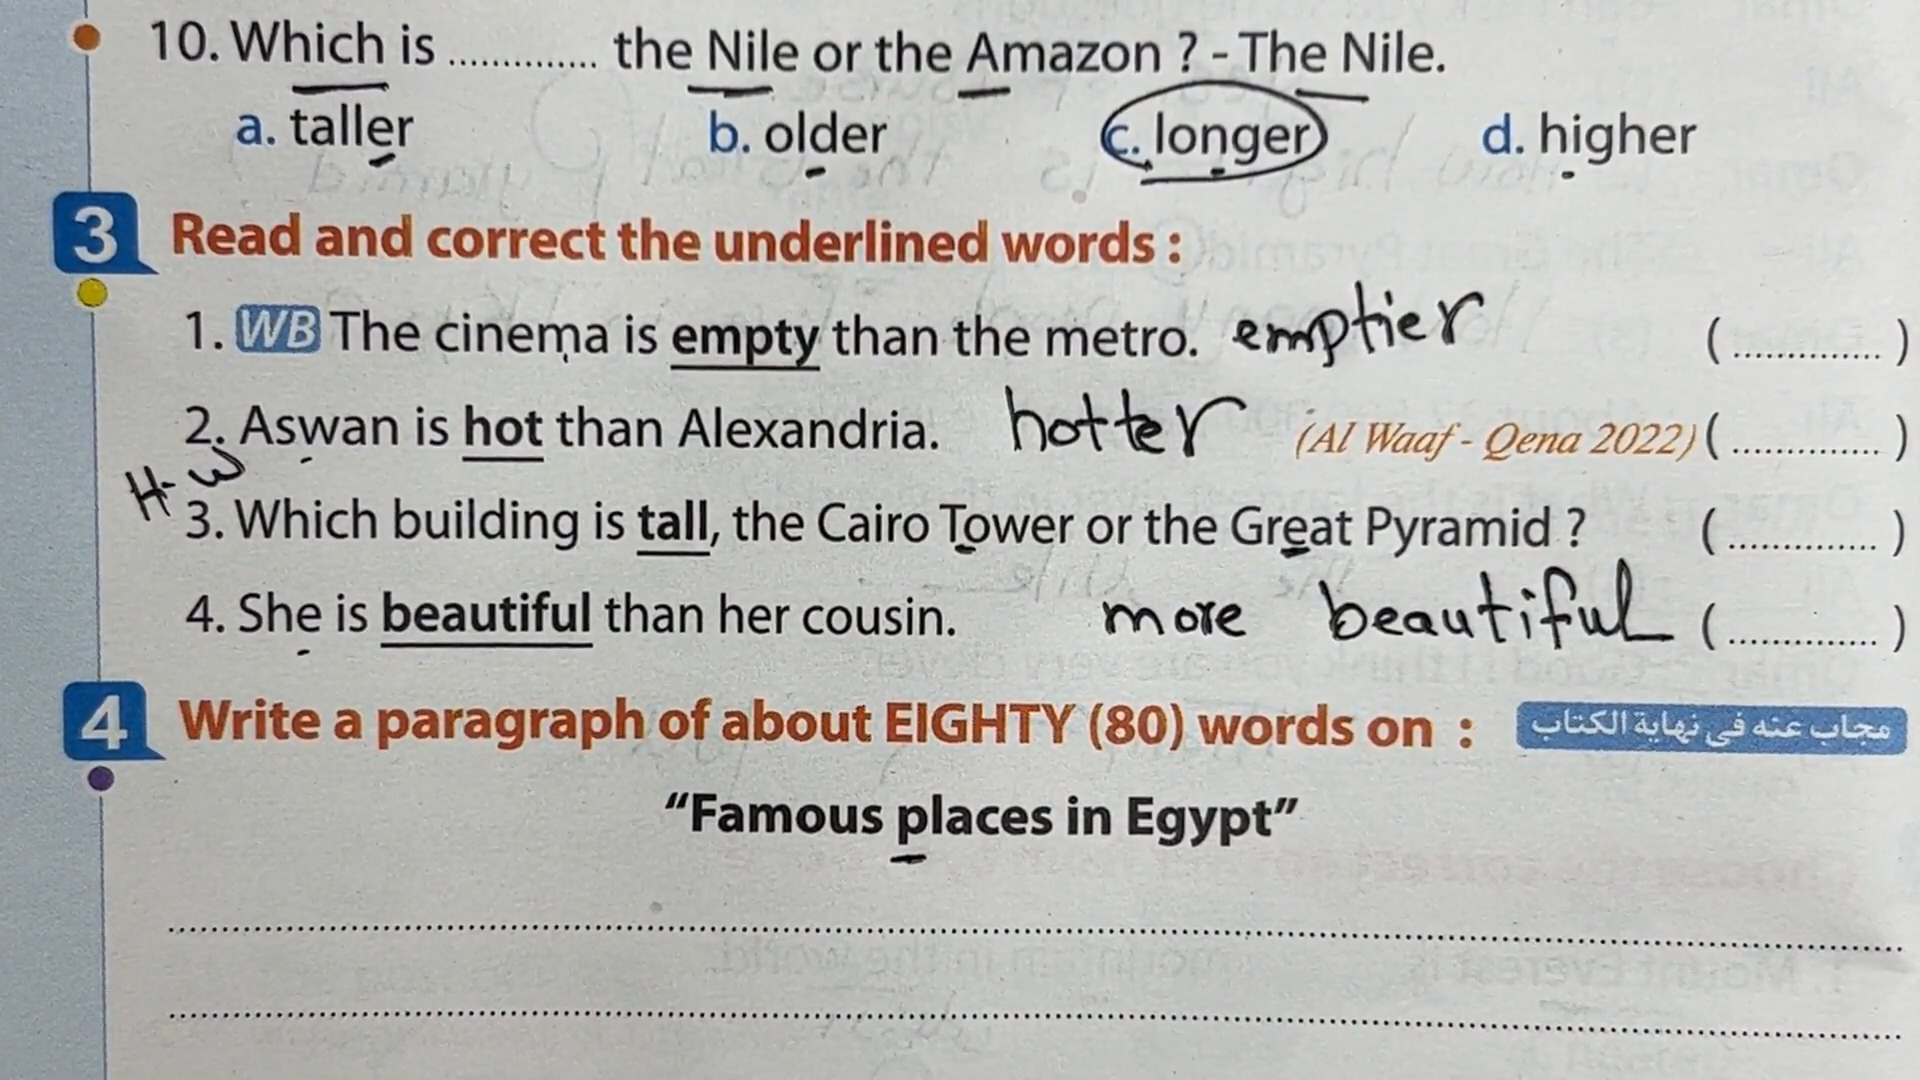 10. Which is .............. the Nile or the Amazon ? - The Nile.
a. taller b. older c. longer d. higher
3 Read and correct the underlined words :
1. WB The cinema is empty than the metro. emptier (..............)
2. Aswan is hot than Alexandria. hotter (Al Waaf - Qena 2022) (..............)
H-W
3. Which building is tall, the Cairo Tower or the Great Pyramid ? (..............)
4. She is beautiful than her cousin. more beautiful (..............)
4 Write a paragraph of about EIGHTY (80) words on : مجاب عنه فى نهاية الكتاب
“Famous places in Egypt”